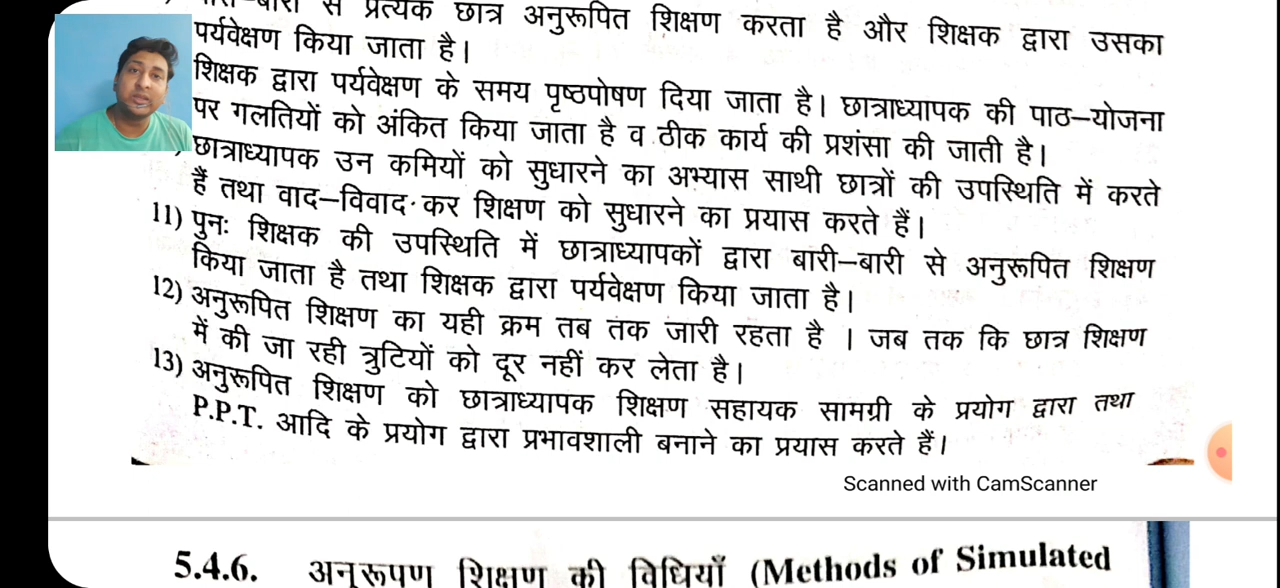 से प्रत्येक छात्र अनुरूपित शिक्षण करता है और शिक्षक द्वारा उसका
पर्यवेक्षण किया जाता है।
शिक्षक द्वारा पर्यवेक्षण के समय पृष्ठपोषण दिया जाता है। छात्राध्यापक की पाठ–योजना
पर गलतियों को अंकित किया जाता है व ठीक कार्य की प्रशंसा की जाती है।
छात्राध्यापक उन कमियों को सुधारने का अभ्यास साथी छात्रों की उपस्थिति में करते
हैं तथा वाद–विवाद कर शिक्षण को सुधारने का प्रयास करते हैं।
11) पुनः शिक्षक की उपस्थिति में छात्राध्यापकों द्वारा बारी–बारी से अनुरूपित शिक्षण
किया जाता है तथा शिक्षक द्वारा पर्यवेक्षण किया जाता है।
12) अनुरूपित शिक्षण का यही क्रम तब तक जारी रहता है । जब तक कि छात्र शिक्षण
में की जा रही त्रुटियों को दूर नहीं कर लेता है।
13) अनुरूपित शिक्षण को छात्राध्यापक शिक्षण सहायक सामग्री के प्रयोग द्वारा तथा
P.P.T. आदि के प्रयोग द्वारा प्रभावशाली बनाने का प्रयास करते हैं।
Scanned with CamScanner
5.4.6. अनुरूपण शिक्षण की विधियाँ (Methods of Simulated